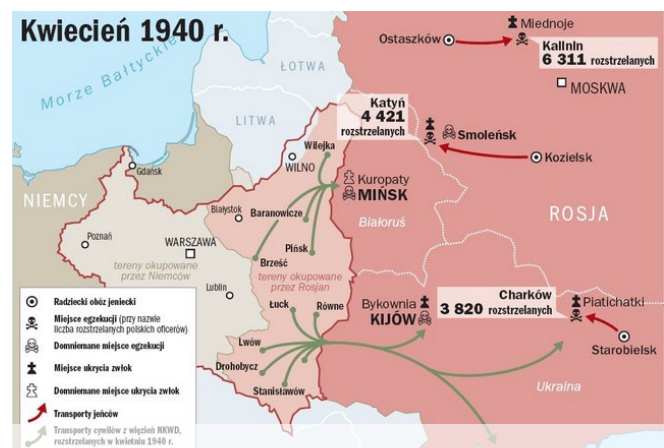 Kwiecień 1940 r.
Morze Bałtyckie
ŁOTWA
LITWA
Ostaszków
Miednoje
Kalinin
6 311 rozstrzelanych
MOSKWA
Katyń
4 421
rozstrzelanych
Smoleńsk
Kozielsk
Wilejka
WILNO
Gdańsk
NIEMCY
Kuropaty
MIŃSK
Białoruś
ROSJA
Białystok
Baranowicze
Poznań
WARSZAWA
Pińsk
Brześć
tereny okupowane
przez Niemców
tereny okupowane
przez Rosjan
Lublin
Łuck
Równe
Bykownia
KIJÓW
Charków
3 820 rozstrzelanych
Piatichatki
Starobielsk
Lwów
Drohobycz
Stanisławów
Ukraina
Radziecki obóz jeniecki
Miejsce egzekucji (przy nazwie
liczba rozstrzelanych polskich oficerów)
Domniemane miejsce egzekucji
Miejsce ukrycia zwłok
Domniemane miejsce ukrycia zwłok
Transporty jeńców
Transporty cywilów z więzień NKWD,
rozstrzelanych w kwietniu 1940 r.